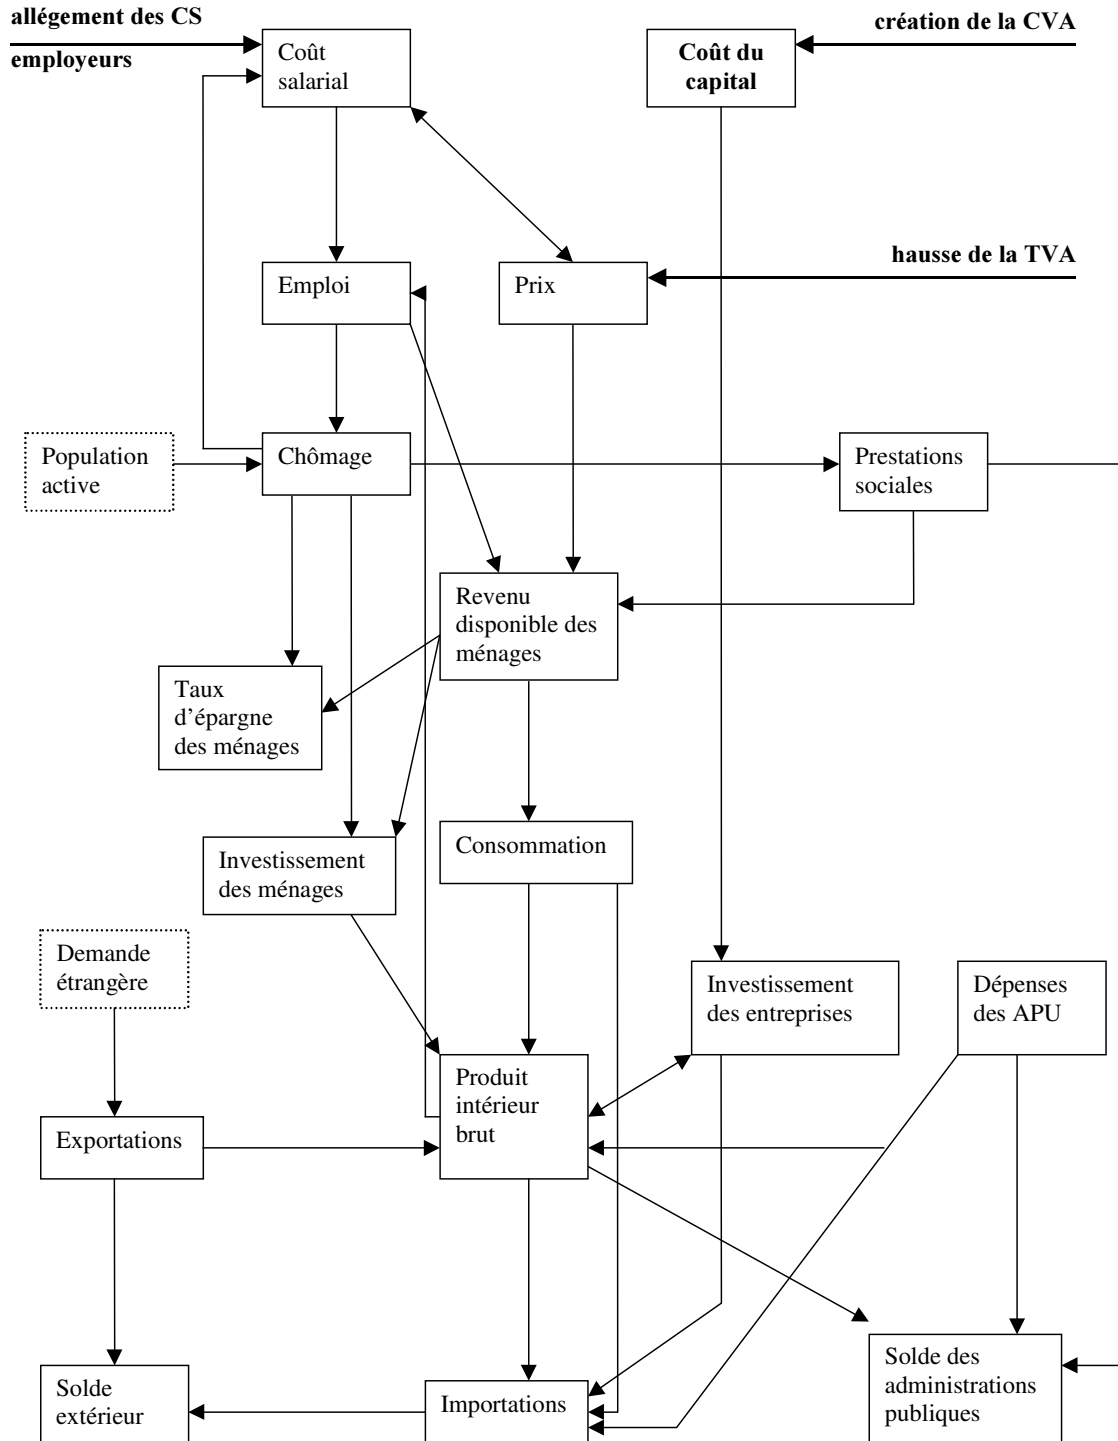 allégement des CS
employeurs
création de la CVA
Coût
salarial
Coût du
capital
hausse de la TVA
Emploi
Prix
Population
active
Chômage
Prestations
sociales
Revenu
disponible des
ménages
Taux
d’épargne
des ménages
Investissement
des ménages
Consommation
Demande
étrangère
Investissement
des entreprises
Dépenses
des APU
Produit
intérieur
brut
Exportations
Solde
extérieur
Importations
Solde des
administrations
publiques